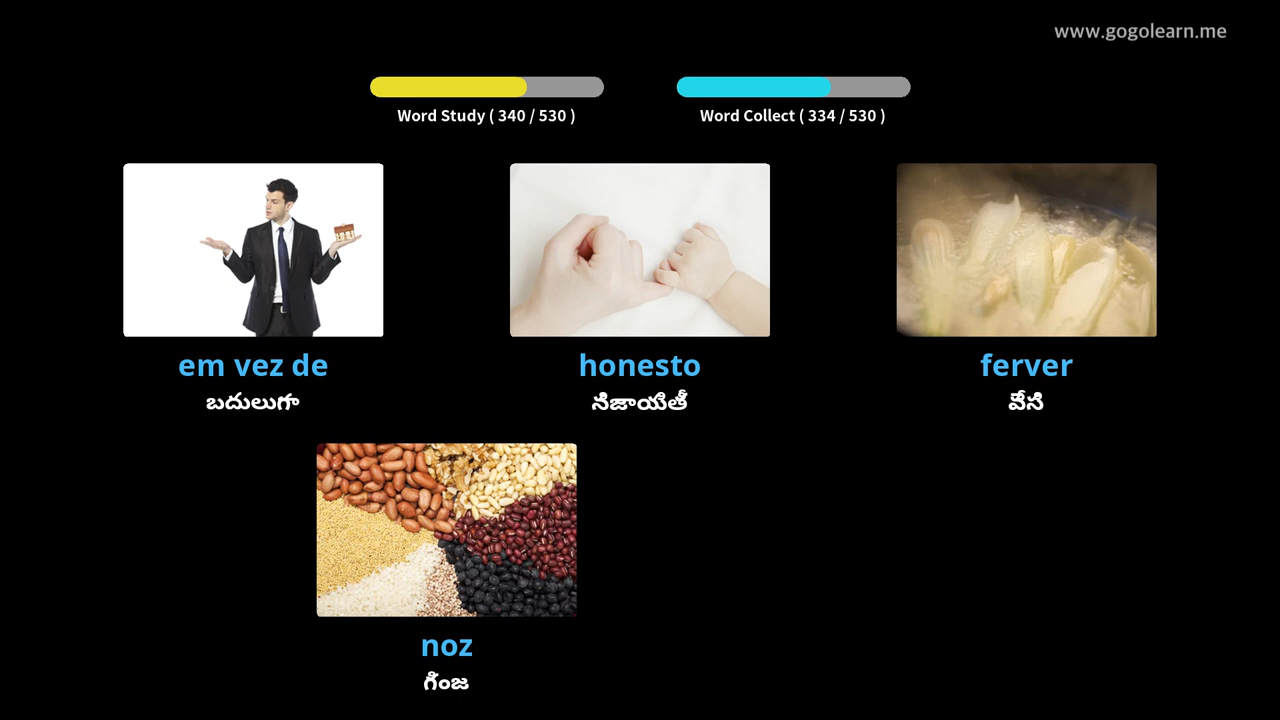 www.gogolearn.me
Word Study ( 340 / 530 )
Word Collect ( 334 / 530 )
em vez de
బదులుగా
honesto
నిజాయితీ
ferver
వేసి
noz
గింజ